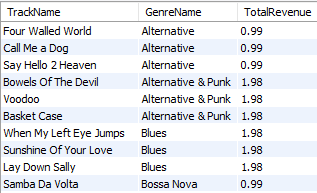 TrackName GenreName TotalRevenue
Four Walled World Alternative 0.99
Call Me a Dog Alternative 0.99
Say Hello 2 Heaven Alternative 0.99
Bowels Of The Devil Alternative & Punk 1.98
Voodoo Alternative & Punk 1.98
Basket Case Alternative & Punk 1.98
When My Left Eye Jumps Blues 1.98
Sunshine Of Your Love Blues 1.98
Lay Down Sally Blues 1.98
Samba Da Volta Bossa Nova 0.99